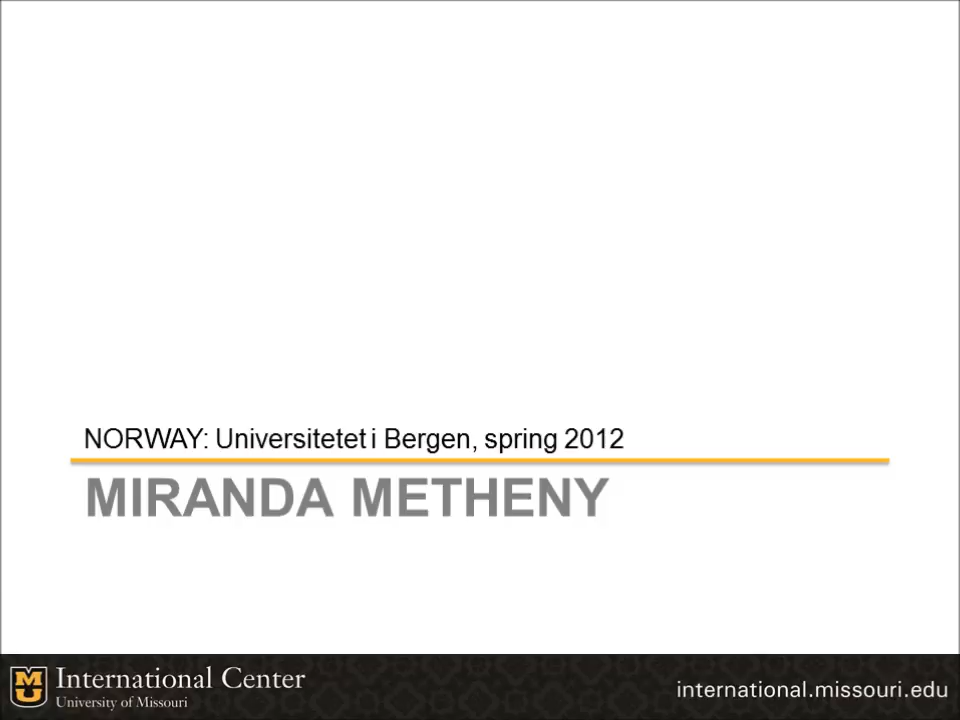 NORWAY: Universitetet i Bergen, spring 2012
MIRANDA METHENY
International Center
University of Missouri
international.missouri.edu